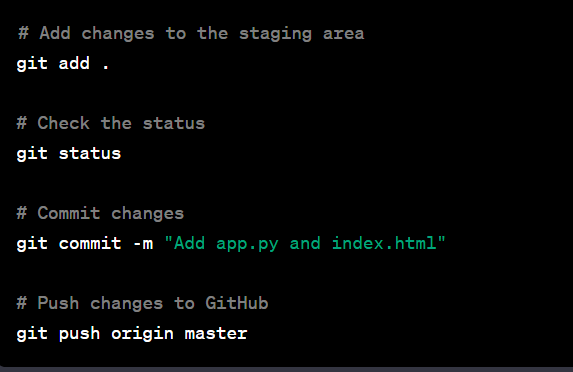 # Add changes to the staging area
git add .
# Check the status
git status
# Commit changes
git commit -m "Add app.py and index.html"
# Push changes to GitHub
git push origin master